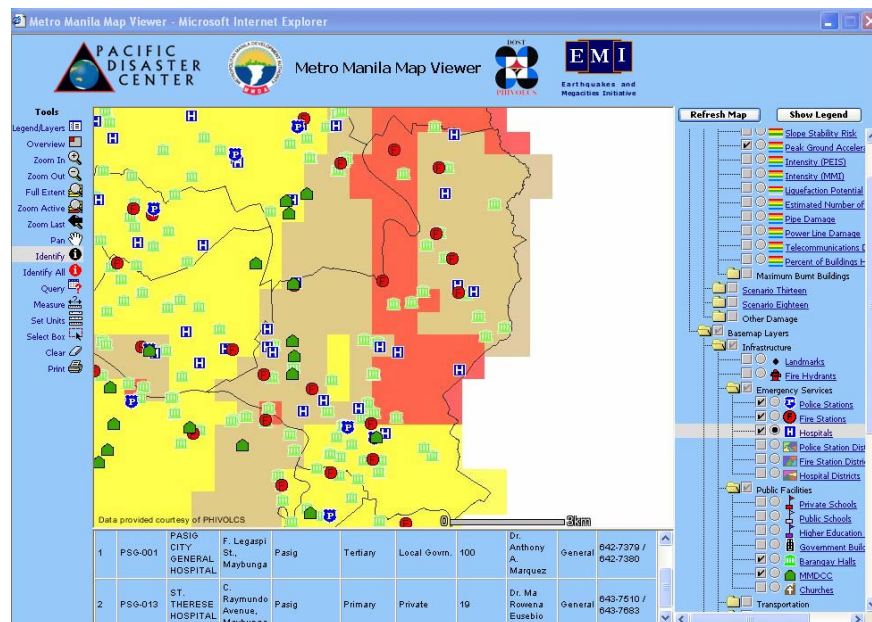 Metro Manila Map Viewer - Microsoft Internet Explorer
PACIFIC
DISASTER
CENTER
Metro Manila Map Viewer
DOST
PHIVOLCS
EMI
Earthquakes and
Megacities Initiative
Tools
Legend/Layers
Overview
Zoom In
Zoom Out
Full Extent
Zoom Active
Zoom Last
Pan
Identify
Identify All
Query
Measure
Set Units
Select Box
Clear
Print
Data provided courtesy of PHIVOLCS
0
3km
Refresh Map
Show Legend
Slope Stability Risk
Peak Ground Accelera
Intensity (PEIS)
Intensity (MMI)
Liquefaction Potential
Estimated Number of
Pipe Damage
Power Line Damage
Telecommunications D
Percent of Buildings H
Maximum Burnt Buildings
Scenario Thirteen
Scenario Eighteen
Other Damage
Basemap Layers
Infrastructure
Landmarks
Fire Hydrants
Emergency Services
Police Stations
Fire Stations
Hospitals
Police Station Dist
Fire Station Distric
Hospital Districts
Public Facilities
Private Schools
Public Schools
Higher Education
Government Build
Barangay Halls
MMDCC
Churches
Transportation
1 PSG-001 PASIG CITY GENERAL HOSPITAL F. Legaspi St., Maybunga Pasig Tertiary Local Govn. 100 Dr. Anthony A. Marquez General 642-7379 / 642-7380
2 PSG-013 ST. THERESE HOSPITAL C. Raymundo Avenue, Maybunga Pasig Primary Private 19 Dr. Ma Rowena Eusebio General 643-7510 / 643-7683